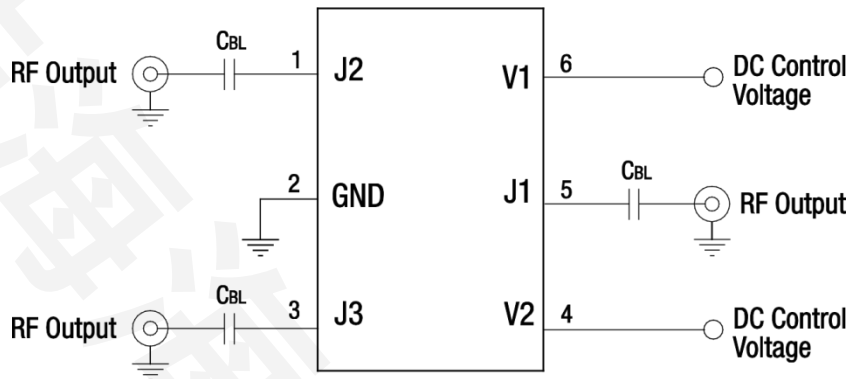 CBL
RF Output
1
J2
V1
6
DC Control
Voltage
2
GND
J1
5
CBL
RF Output
CBL
RF Output
3
J3
V2
4
DC Control
Voltage